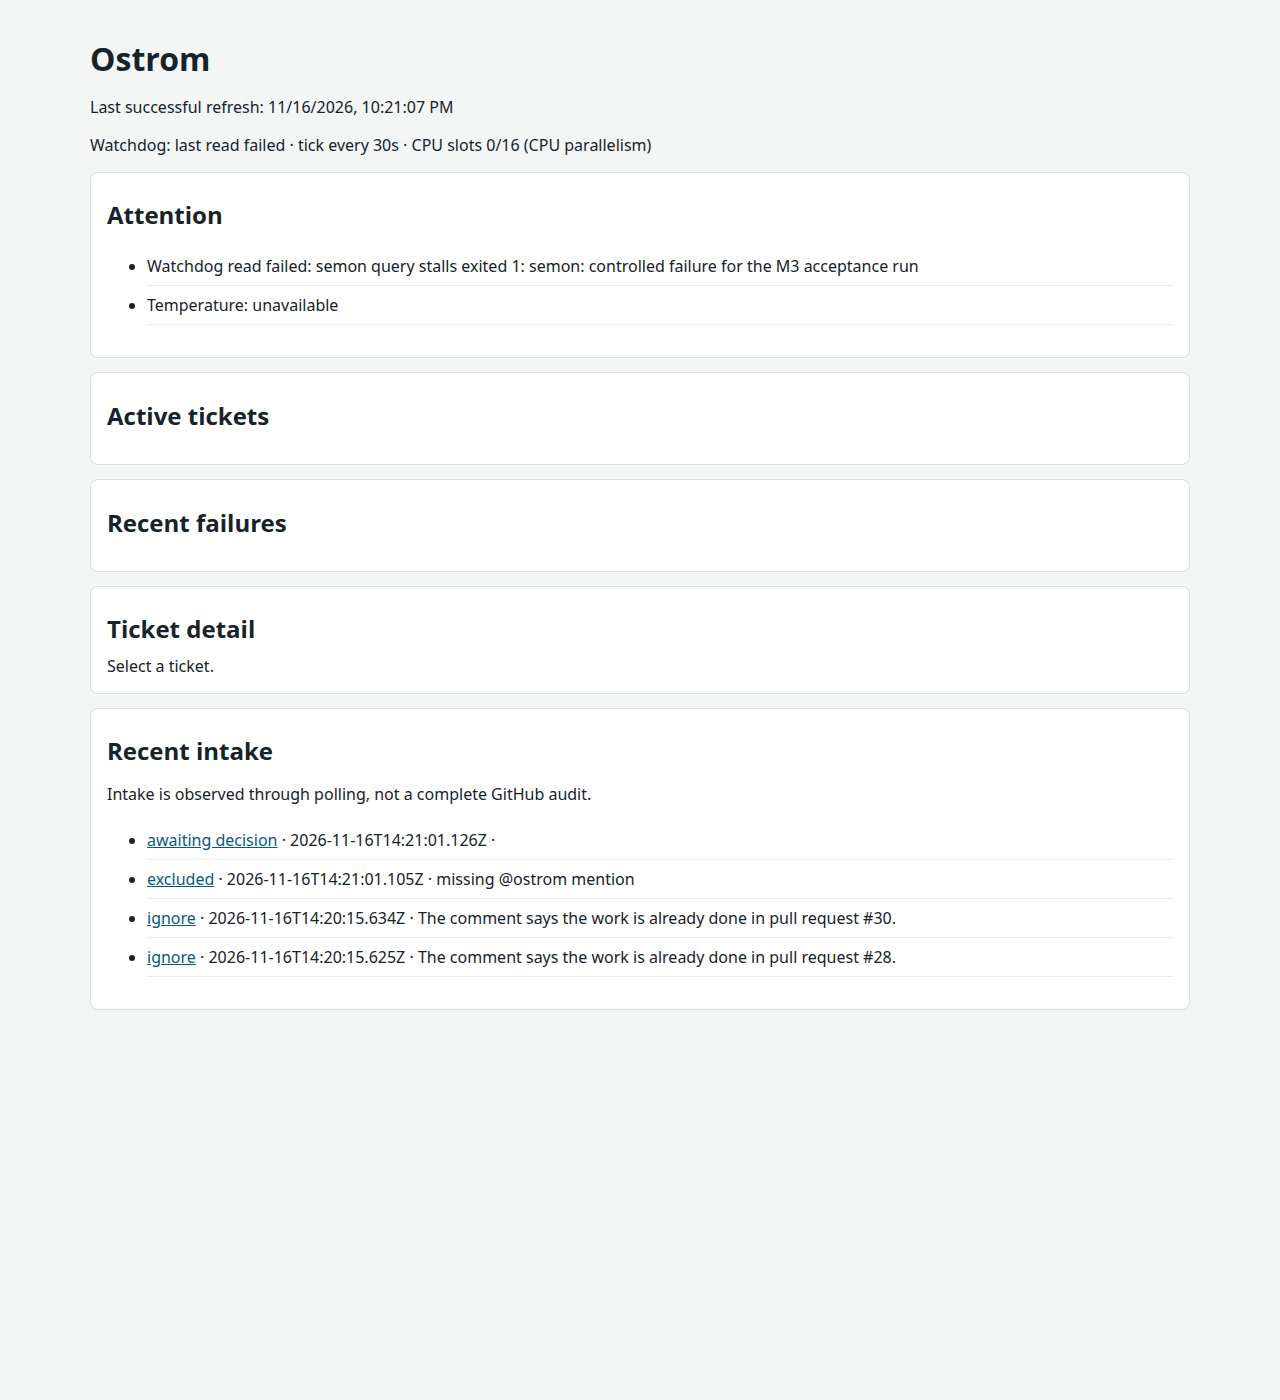 Ostrom
Last successful refresh: 11/16/2026, 10:21:07 PM
Watchdog: last read failed · tick every 30s · CPU slots 0/16 (CPU parallelism)
Attention
Watchdog read failed: semon query stalls exited 1: semon: controlled failure for the M3 acceptance run
Temperature: unavailable
Active tickets
Recent failures
Ticket detail
Select a ticket.
Recent intake
Intake is observed through polling, not a complete GitHub audit.
awaiting decision · 2026-11-16T14:21:01.126Z ·
excluded · 2026-11-16T14:21:01.105Z · missing @ostrom mention
ignore · 2026-11-16T14:20:15.634Z · The comment says the work is already done in pull request #30.
ignore · 2026-11-16T14:20:15.625Z · The comment says the work is already done in pull request #28.